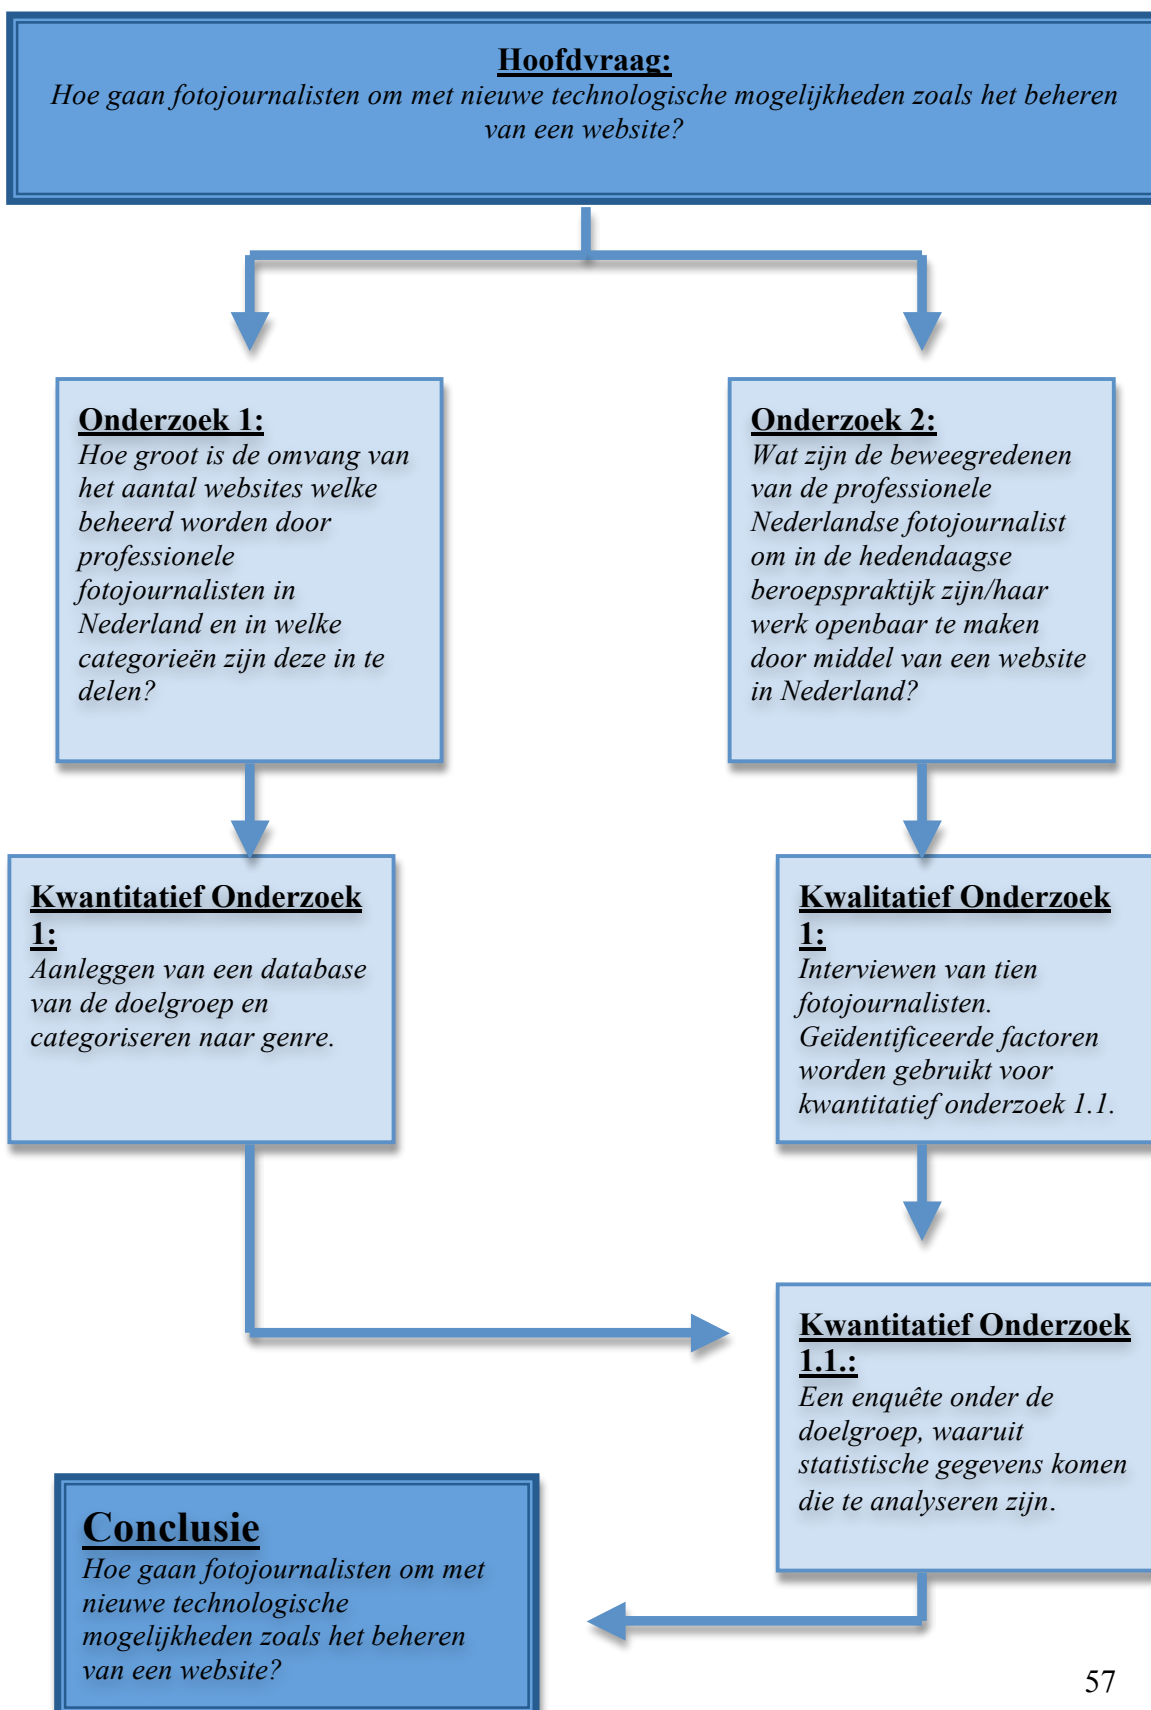 Hoofdvraag:
Hoe gaan fotojournalisten om met nieuwe technologische mogelijkheden zoals het beheren
van een website?
Onderzoek 1:
Hoe groot is de omvang van
het aantal websites welke
beheerd worden door
professionele
fotojournalisten in
Nederland en in welke
categorieën zijn deze in te
delen?
Onderzoek 2:
Wat zijn de beweegredenen
van de professionele
Nederlandse fotojournalist
om in de hedendaagse
beroepspraktijk zijn/haar
werk openbaar te maken
door middel van een website
in Nederland?
Kwantitatief Onderzoek
1:
Aanleggen van een database
van de doelgroep en
categoriseren naar genre.
Kwalitatief Onderzoek
1:
Interviewen van tien
fotojournalisten.
Geïdentificeerde factoren
worden gebruikt voor
kwantitatief onderzoek 1.1.
Kwantitatief Onderzoek
1.1.:
Een enquête onder de
doelgroep, waaruit
statistische gegevens komen
die te analyseren zijn.
Conclusie
Hoe gaan fotojournalisten om met
nieuwe technologische
mogelijkheden zoals het beheren
van een website?
57